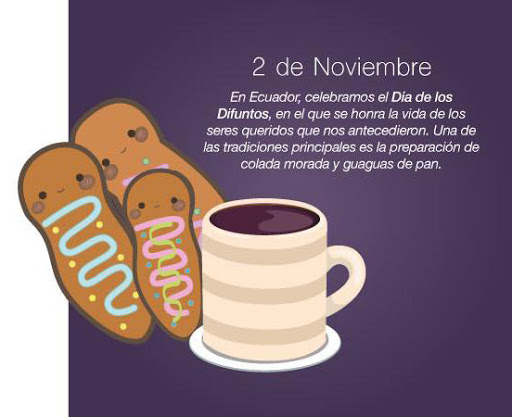 2 de Noviembre
En Ecuador, celebramos el Día de los
Difuntos, en el que se honra la vida de los
seres queridos que nos antecedieron. Una de
las tradiciones principales es la preparación de
colada morada y guaguas de pan.